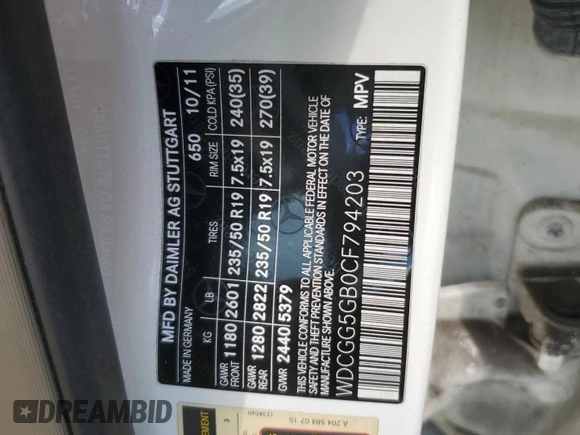 MFD BY DAIMLER AG STUTTGART
MADE IN GERMANY 650 10/11
KG LB TIRES RIM SIZE COLD KPA (PSI)
GAWR FRONT 1180 2601 235/50 R19 7.5x19 240(35)
GAWR REAR 1280 2822 235/50 R19 7.5x19 270(39)
GWR 2440 5379
THIS VEHICLE CONFORMS TO ALL APPLICABLE FEDERAL MOTOR VEHICLE
SAFETY AND THEFT PREVENTION STANDARDS IN EFFECT ON THE DATE OF
MANUFACTURE SHOWN ABOVE.
WDCGG5GB0CF794203 TYPE: MPV
A 204 584 07 15
DREAMBID